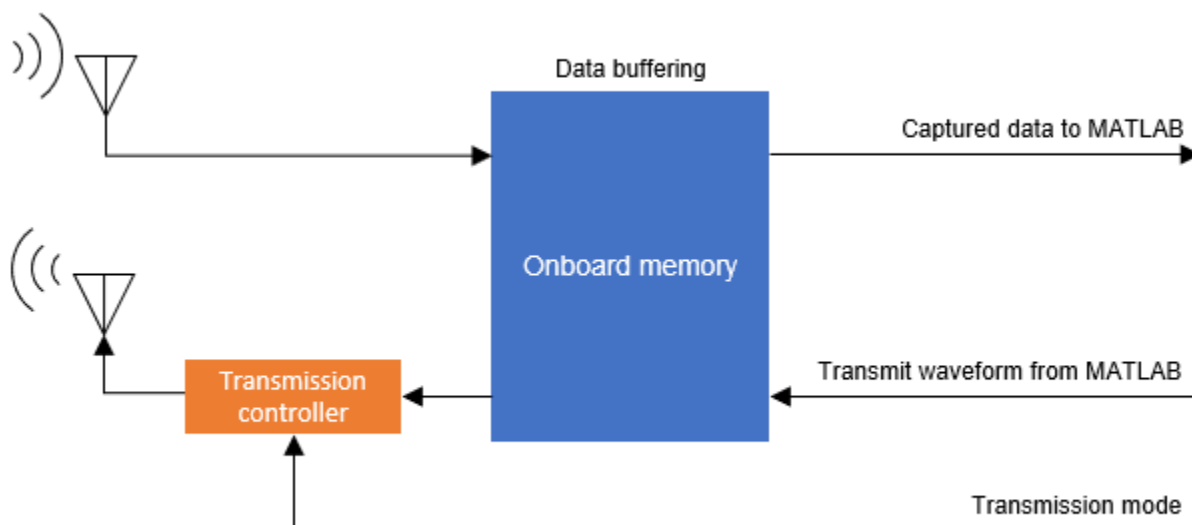 Data buffering
Captured data to MATLAB
Onboard memory
Transmit waveform from MATLAB
Transmission
controller
Transmission mode